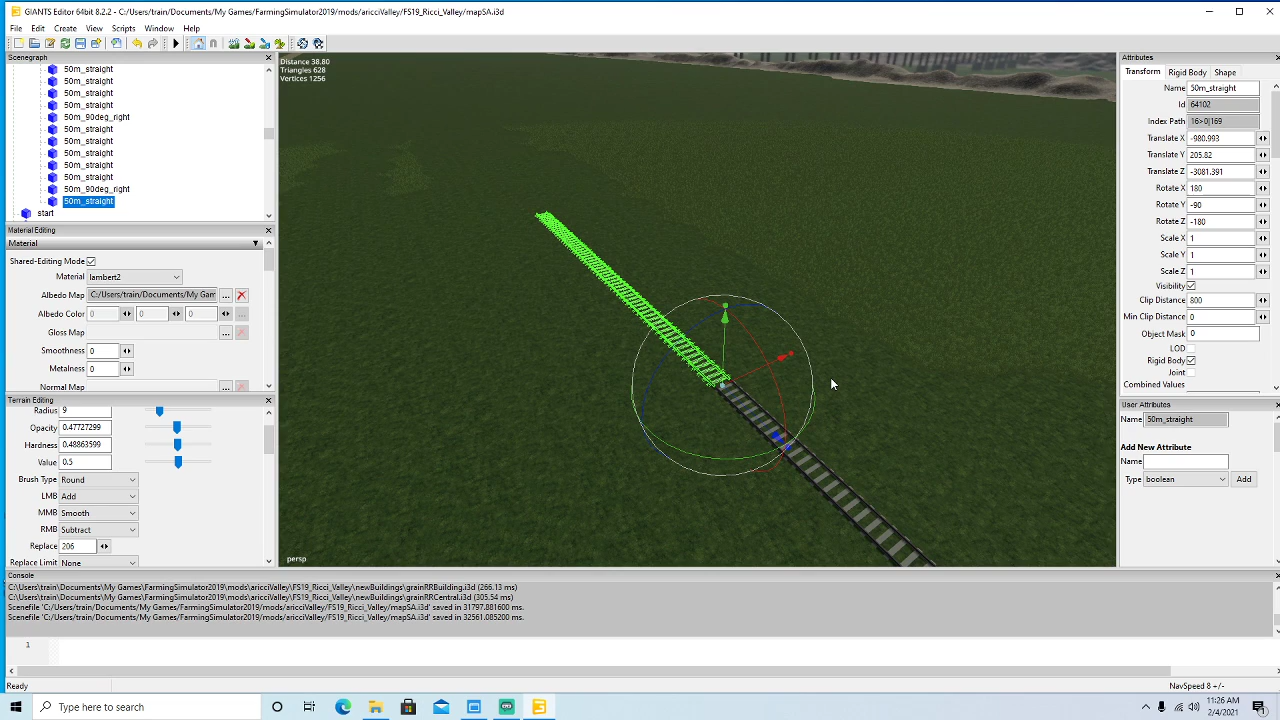 GIANTS Editor 64bit 8.2.2 - C:/Users/train/Documents/My Games/FarmingSimulator2019/mods/aricciValley/FS19_Ricci_Valley/mapSA.i3d
File Edit Create View Scripts Window Help
Scenegraph
50m_straight
50m_straight
50m_straight
50m_straight
50m_90deg_right
50m_straight
50m_straight
50m_straight
50m_straight
50m_straight
50m_90deg_right
50m_straight
start
Material Editing
Material
Shared-Editing Mode
Material lambert2
Albedo Map C:/Users/train/Documents/My Gam ...
Albedo Color 0 0 0 ...
Gloss Map ...
Smoothness 0
Metalness 0
Normal Map ...
Terrain Editing
Radius 9
Opacity 0.47727299
Hardness 0.48863599
Value 0.5
Brush Type Round
LMB Add
MMB Smooth
RMB Subtract
Replace 206
Replace Limit None
Distance 38.80
Triangles 628
Vertices 1256
persp
Attributes
Transform Rigid Body Shape
Name 50m_straight
Id 64102
Index Path 16>0|169
Translate X -980.993
Translate Y 205.82
Translate Z -3081.391
Rotate X 180
Rotate Y -90
Rotate Z -180
Scale X 1
Scale Y 1
Scale Z 1
Visibility
Clip Distance 800
Min Clip Distance 0
Object Mask 0
LOD
Rigid Body
Joint
Combined Values
User Attributes
Name 50m_straight
Add New Attribute
Name
Type boolean Add
Console
C:\Users\train\Documents\My Games\FarmingSimulator2019\mods\aricciValley\FS19_Ricci_Valley\newBuildings\grainRRBuilding.i3d (266.13 ms)
C:\Users\train\Documents\My Games\FarmingSimulator2019\mods\aricciValley\FS19_Ricci_Valley\newBuildings\grainRRCentral.i3d (305.54 ms)
Scenefile 'C:/Users/train/Documents/My Games/FarmingSimulator2019/mods/aricciValley/FS19_Ricci_Valley/mapSA.i3d' saved in 31797.881600 ms.
Scenefile 'C:/Users/train/Documents/My Games/FarmingSimulator2019/mods/aricciValley/FS19_Ricci_Valley/mapSA.i3d' saved in 32561.085200 ms.
1
Ready
NavSpeed 8 +/-
Type here to search
11:26 AM
2/4/2021
1